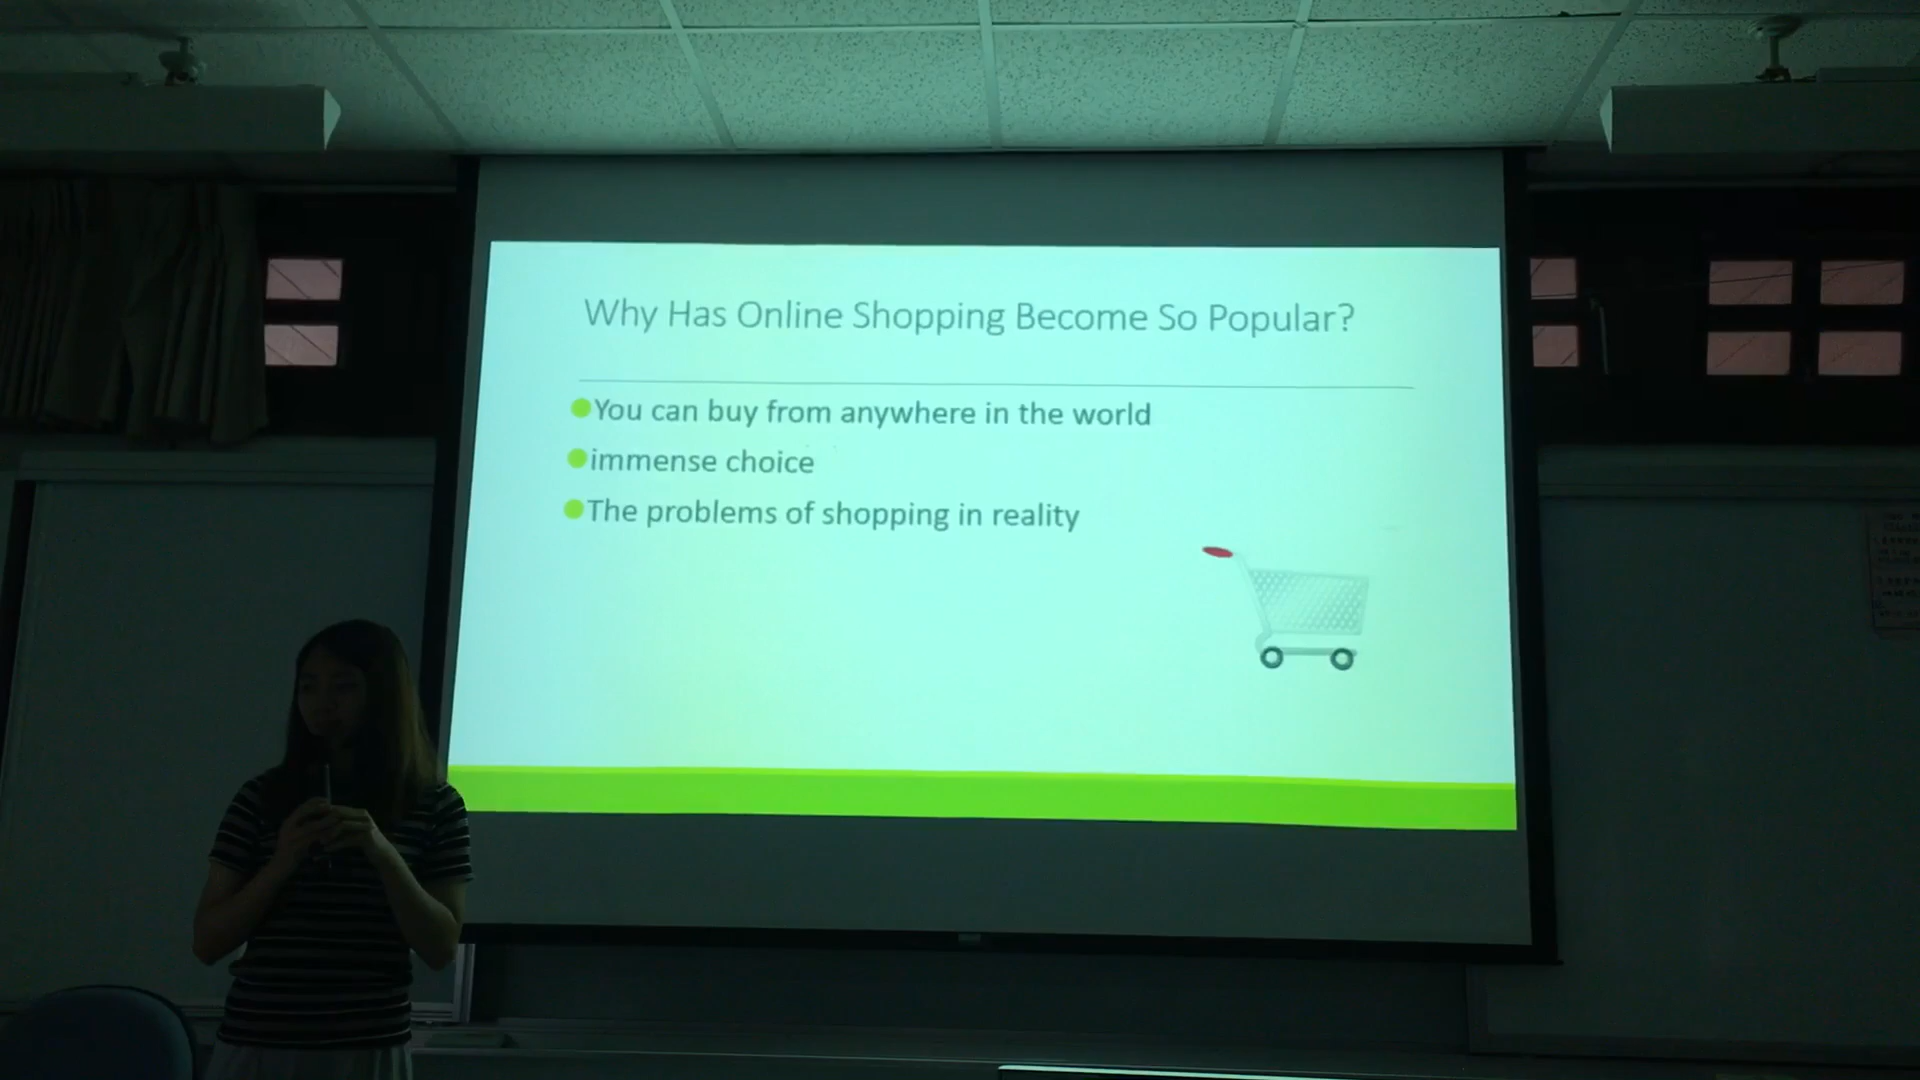 Why Has Online Shopping Become So Popular?
You can buy from anywhere in the world
immense choice
The problems of shopping in reality